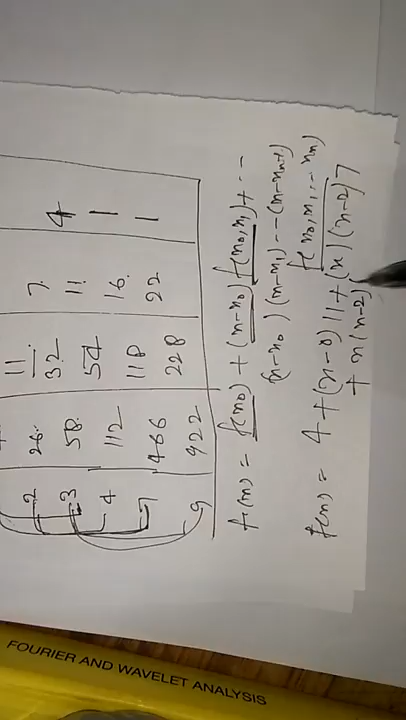 11
2 26 7
32
3 58 11
54 1
4 112 16
118 1
7 466 22
228
9 922
f(x) = f(x0) + (x-x0) f(x0,x1) + ---
(x-x0) (x-x1) --- (x-xn-1)
f(x0,x1,--xn)
f(x) = 4 + (x-0) 11 + (x) (x-2) 7
+ x(x-2)
FOURIER AND WAVELET ANALYSIS